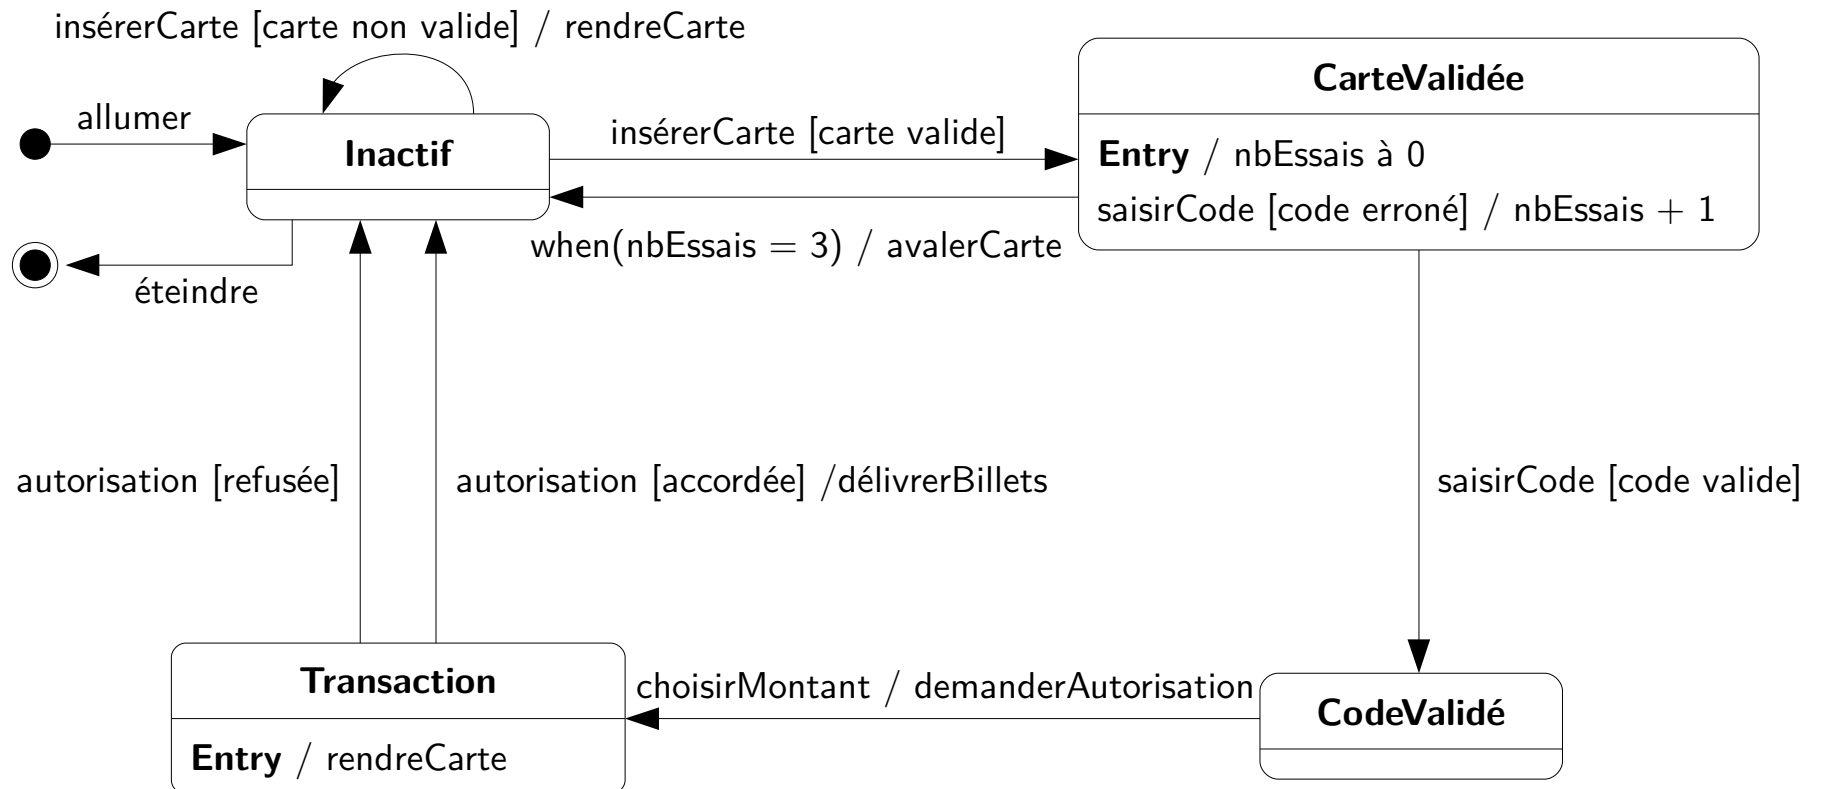 insérerCarte [carte non valide] / rendreCarte
allumer
Inactif
insérerCarte [carte valide]
CarteValidée
Entry / nbEssais à 0
saisirCode [code erroné] / nbEssais + 1
when(nbEssais = 3) / avalerCarte
éteindre
autorisation [refusée]
autorisation [accordée] /délivrerBillets
saisirCode [code valide]
Transaction
Entry / rendreCarte
choisirMontant / demanderAutorisation
CodeValidé